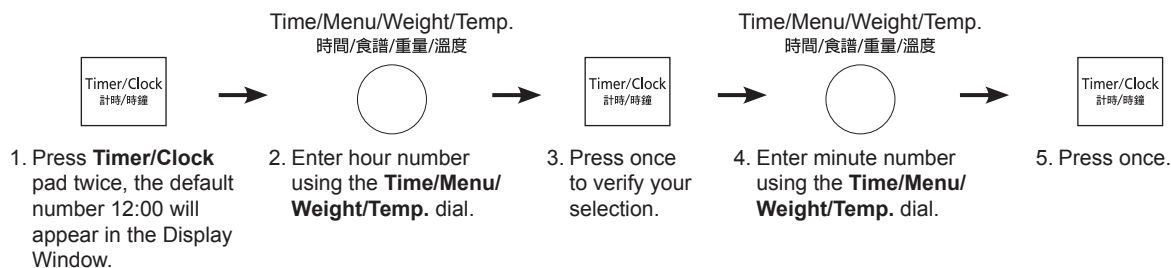 Time/Menu/Weight/Temp.
時間/食譜/重量/溫度
Time/Menu/Weight/Temp.
時間/食譜/重量/溫度
Timer/Clock
計時/時鐘
Timer/Clock
計時/時鐘
Timer/Clock
計時/時鐘
1. Press Timer/Clock
pad twice, the default
number 12:00 will
appear in the Display
Window.
2. Enter hour number
using the Time/Menu/
Weight/Temp. dial.
3. Press once
to verify your
selection.
4. Enter minute number
using the Time/Menu/
Weight/Temp. dial.
5. Press once.